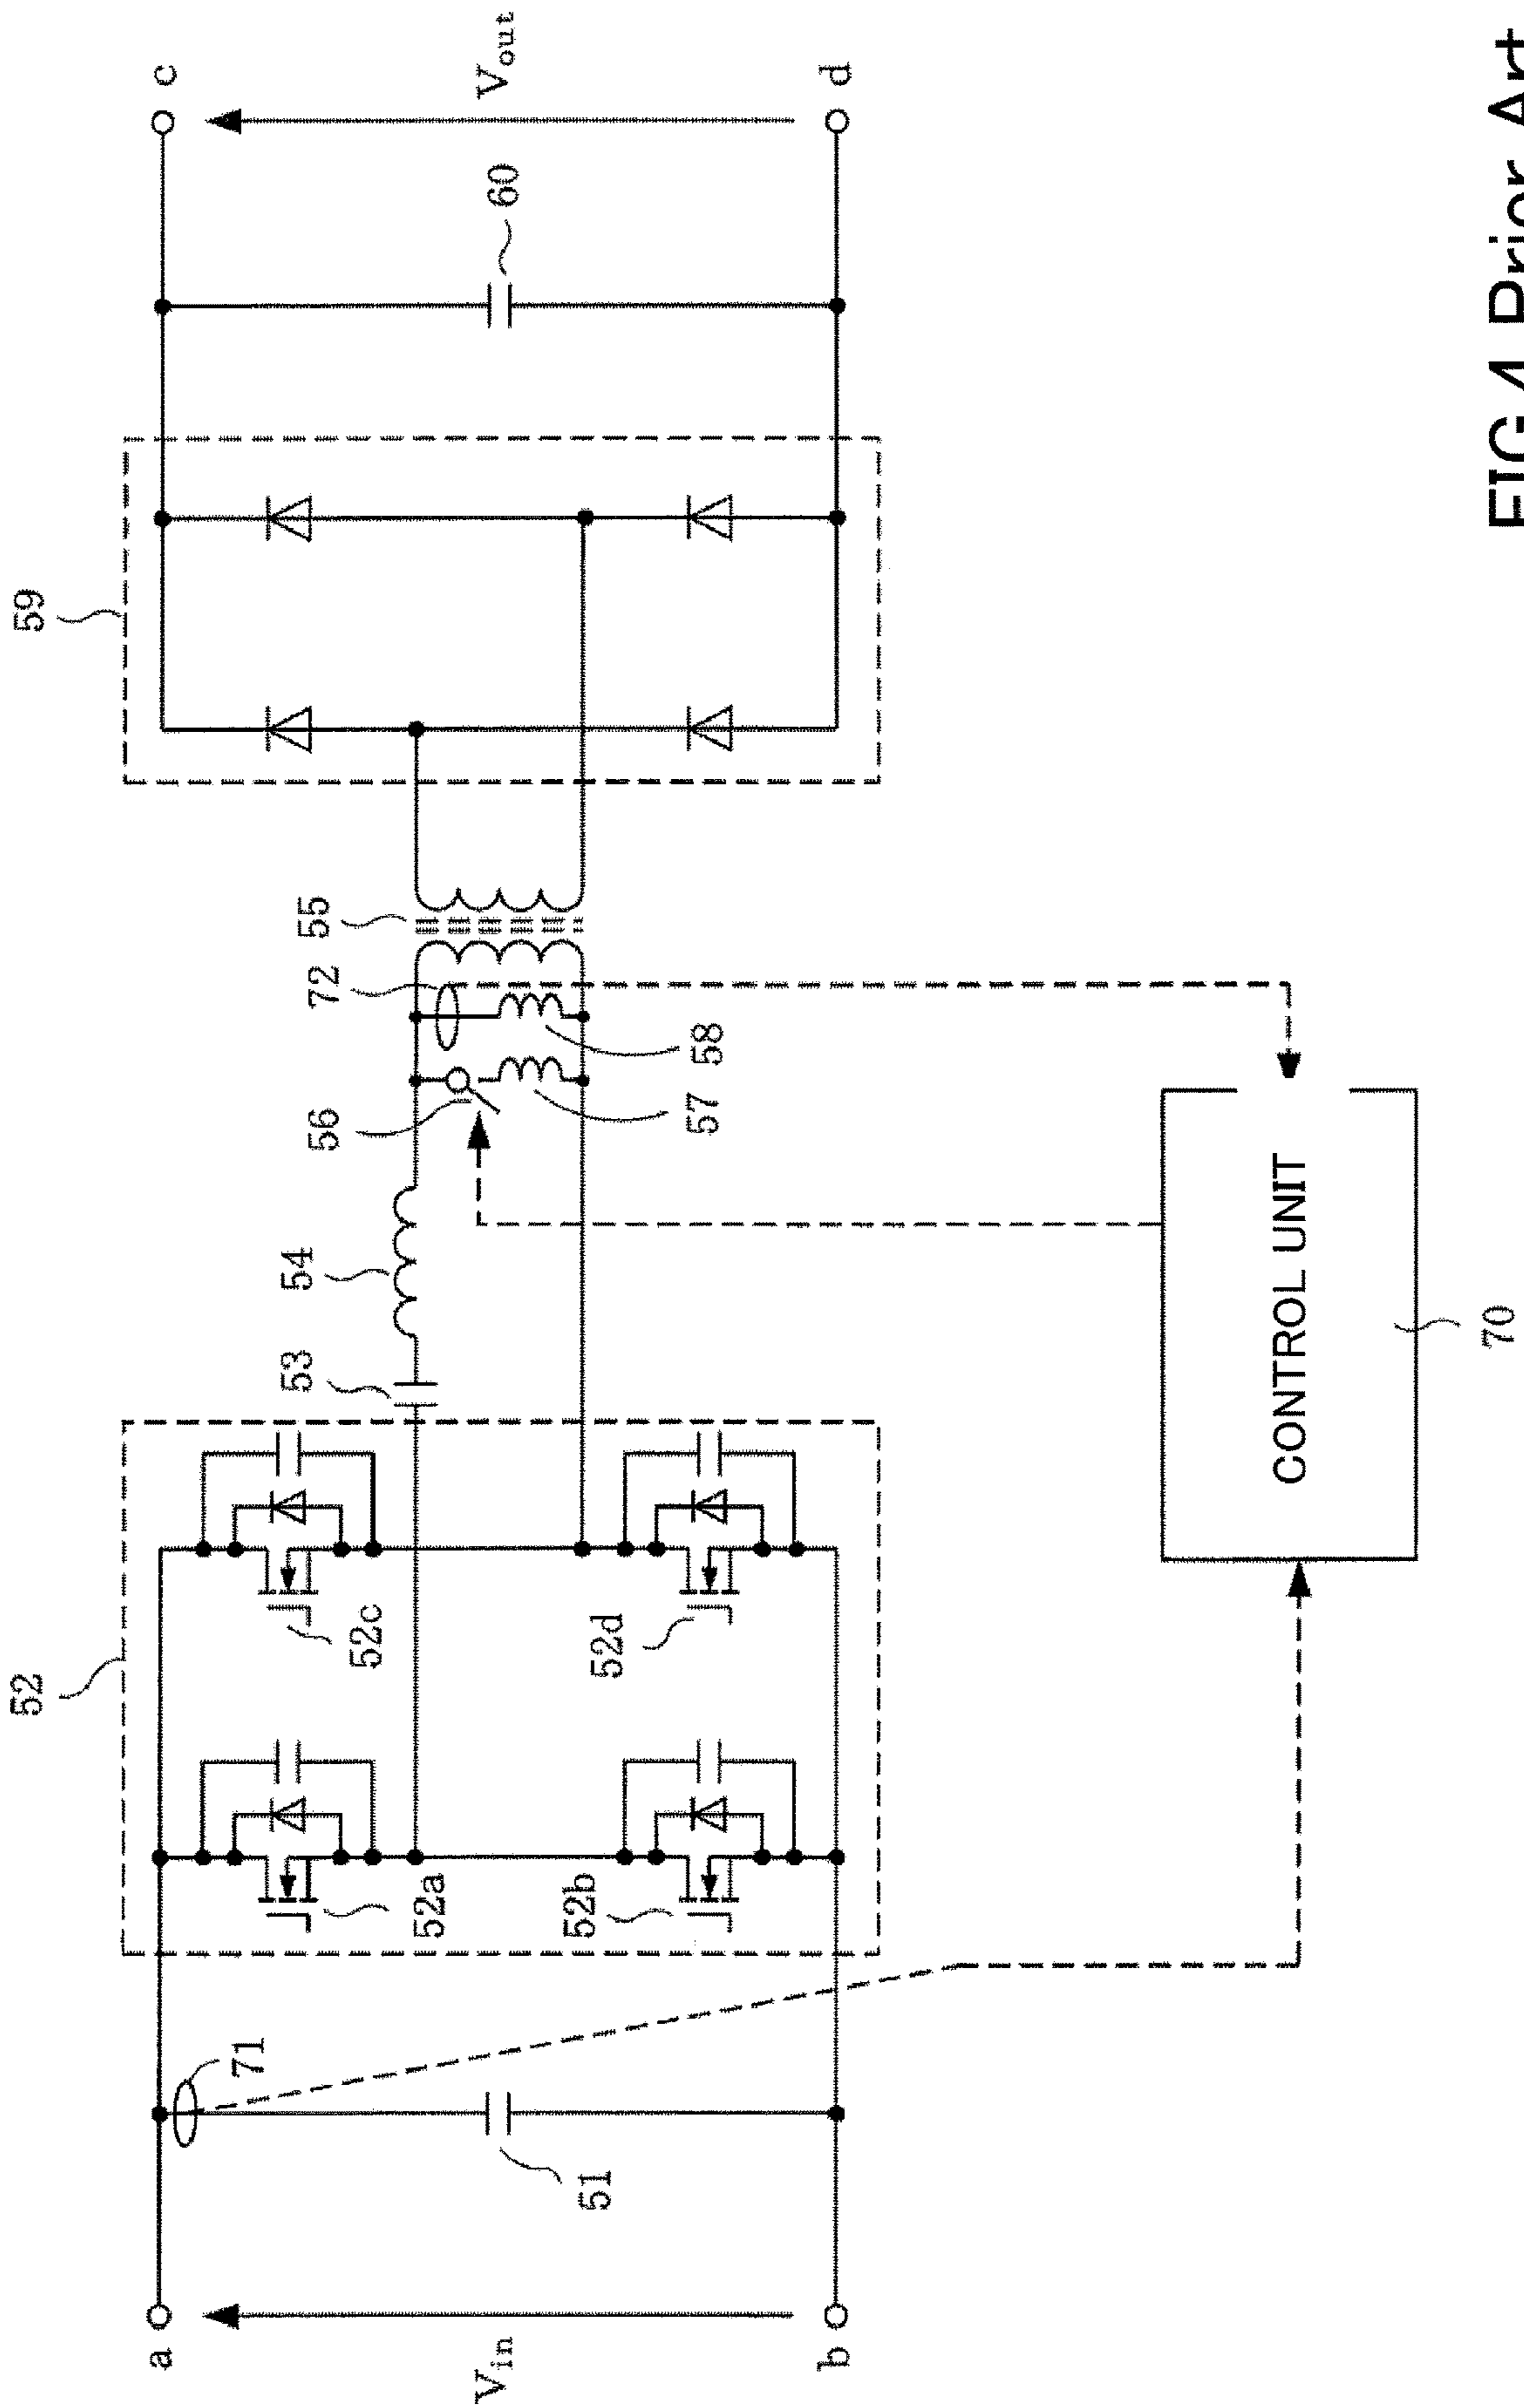 59
c
Vout
60
d
52
53
54
55
72
56
58
57
52c
52a
52d
52b
71
51
a
Vin
b
CONTROL UNIT
70
FIG.4 Prior Art